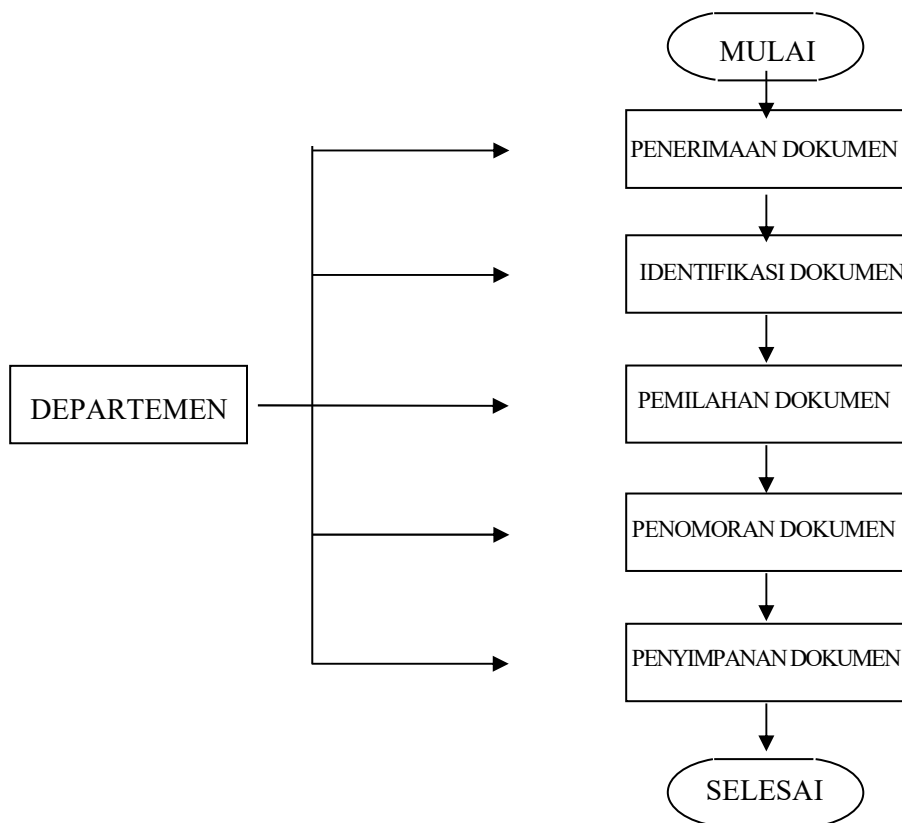 MULAI
PENERIMAAN DOKUMEN
IDENTIFIKASI DOKUMEN
DEPARTEMEN
PEMILAHAN DOKUMEN
PENOMORAN DOKUMEN
PENYIMPANAN DOKUMEN
SELESAI